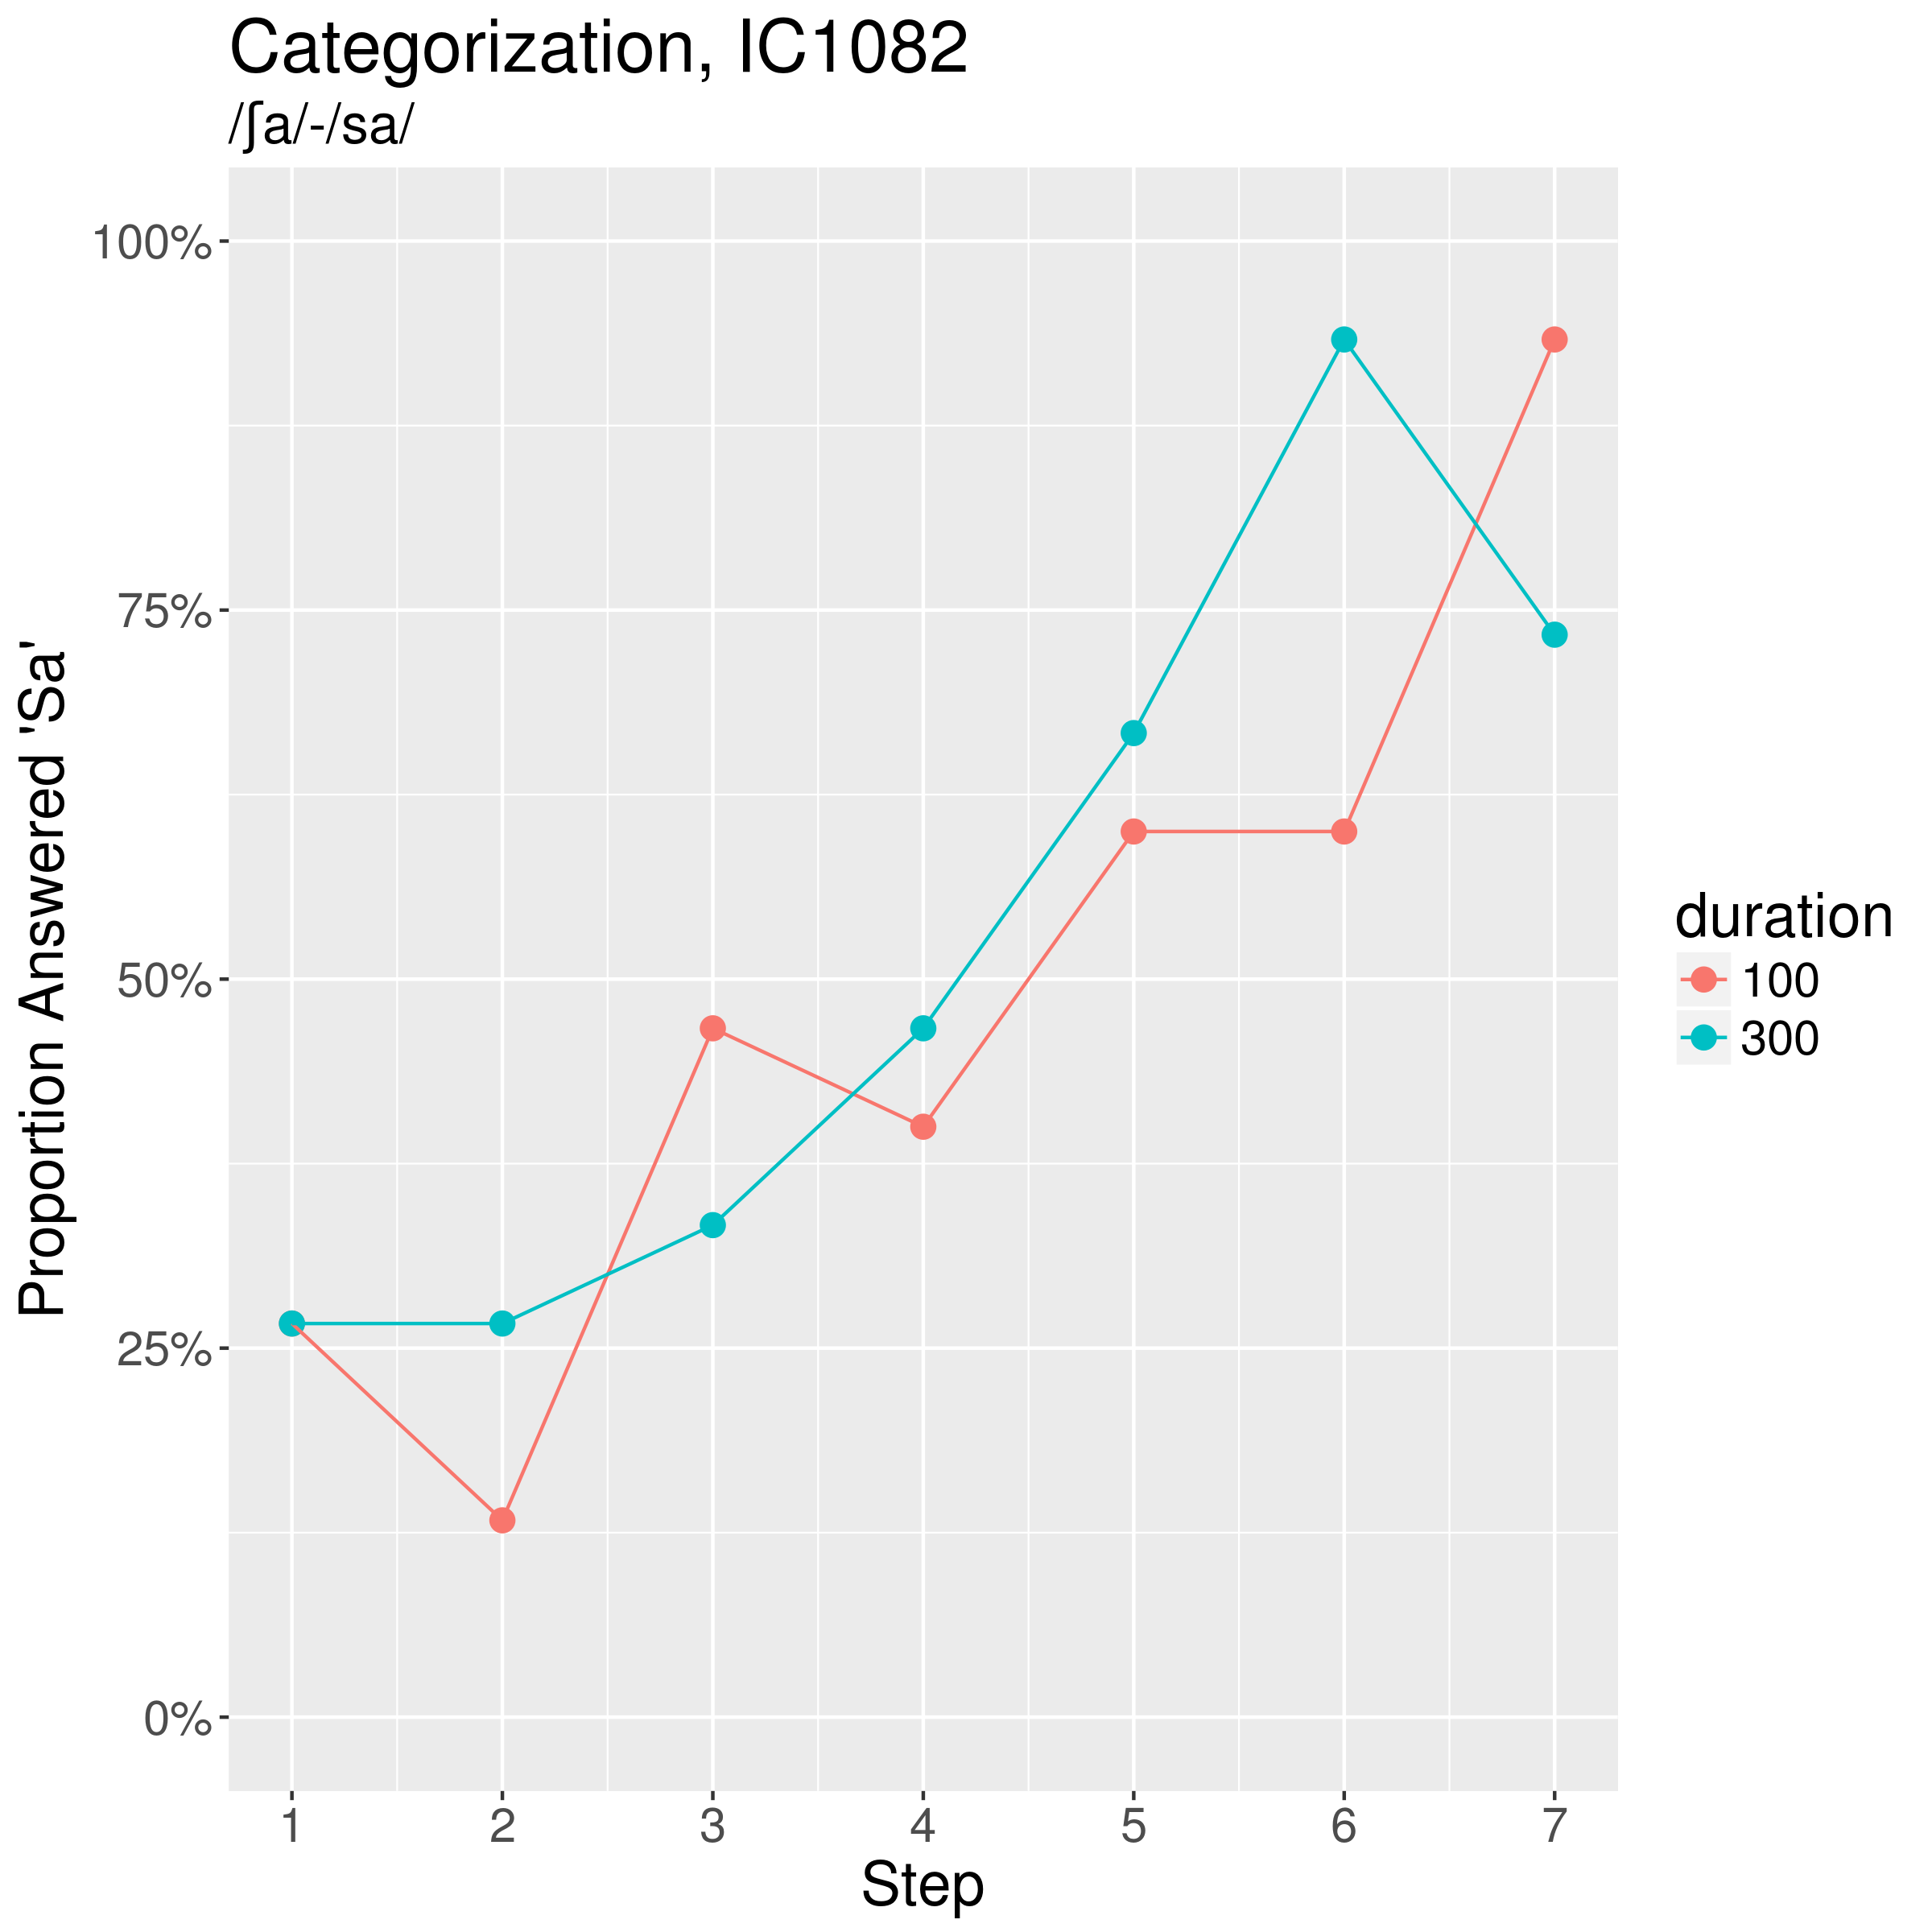 Categorization, IC1082
/ʃa/-/sa/
100%
75%
50%
25%
0%
Proportion Answered 'Sa'
1 2 3 4 5 6 7
Step
duration
100
300